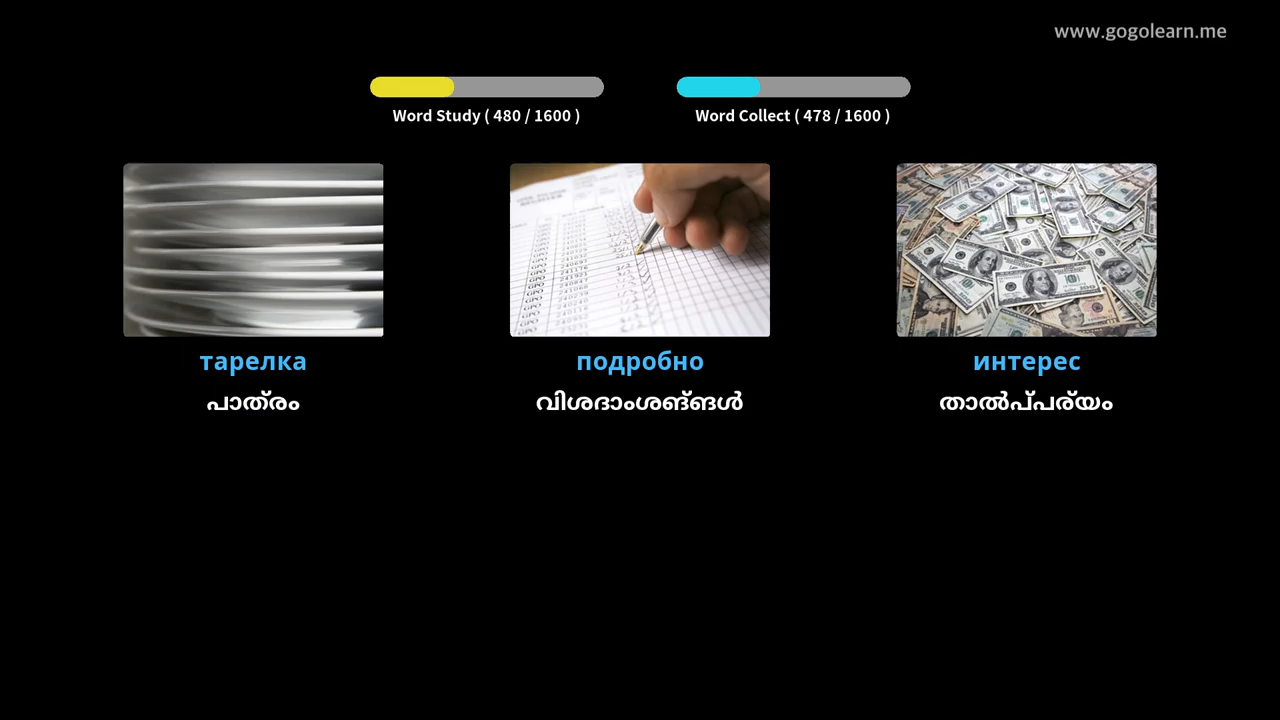 www.gogolearn.me
Word Study ( 480 / 1600 )
Word Collect ( 478 / 1600 )
тарелка
подробно
интерес
പാത്രം
വിശദാംശങ്ങൾ
താൽപ്പര്യം